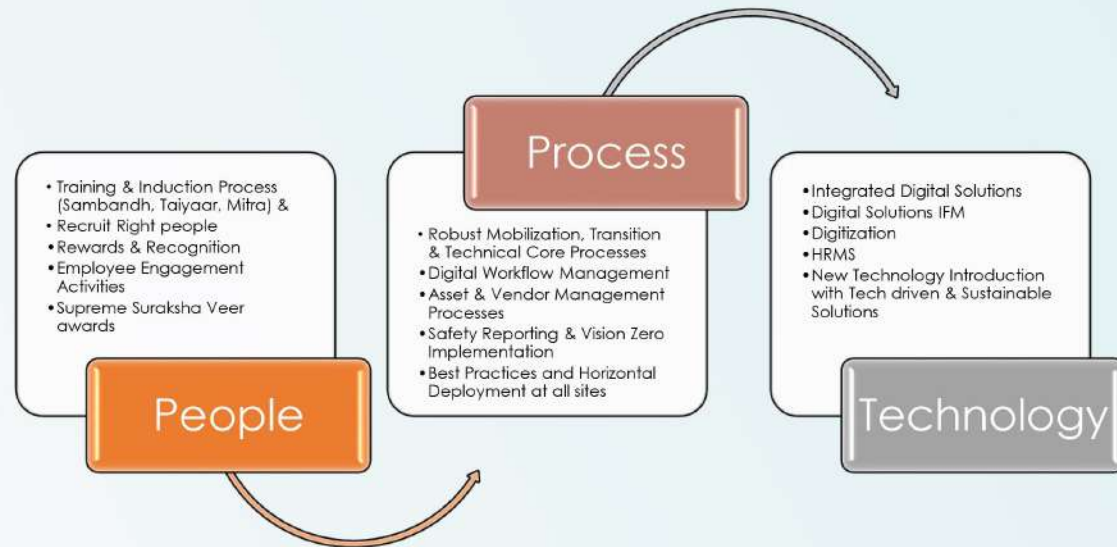 • Training & Induction Process
(Sambandh, Taiyaar, Mitra) &
• Recruit Right people
• Rewards & Recognition
• Employee Engagement
Activities
• Supreme Suraksha Veer
awards
People
Process
• Robust Mobilization, Transition
& Technical Core Processes
• Digital Workflow Management
• Asset & Vendor Management
Processes
• Safety Reporting & Vision Zero
Implementation
• Best Practices and Horizontal
Deployment at all sites
• Integrated Digital Solutions
• Digital Solutions IFM
• Digitization
• HRMS
• New Technology Introduction
with Tech driven & Sustainable
Solutions
Technology